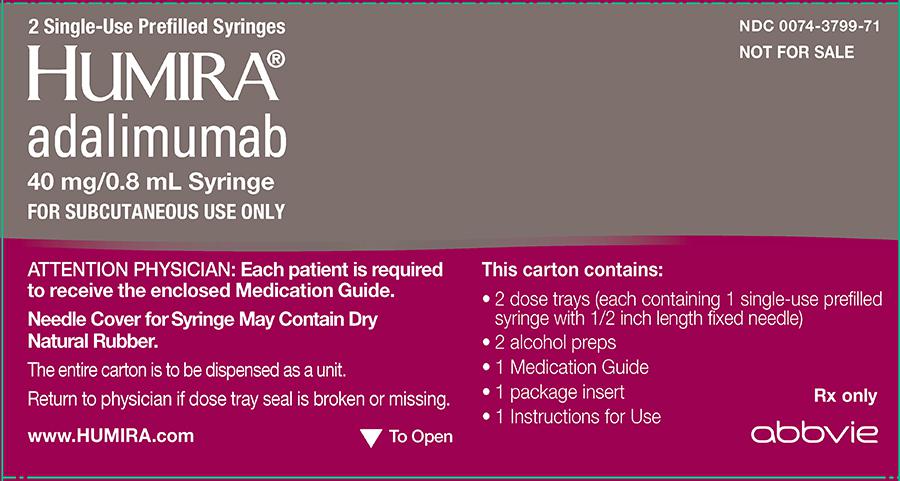 2 Single-Use Prefilled Syringes
HUMIRA®
adalimumab
40 mg/0.8 mL Syringe
FOR SUBCUTANEOUS USE ONLY
NDC 0074-3799-71
NOT FOR SALE
ATTENTION PHYSICIAN: Each patient is required
to receive the enclosed Medication Guide.
Needle Cover for Syringe May Contain Dry
Natural Rubber.
The entire carton is to be dispensed as a unit.
Return to physician if dose tray seal is broken or missing.
www.HUMIRA.com
▼ To Open
This carton contains:
• 2 dose trays (each containing 1 single-use prefilled
syringe with 1/2 inch length fixed needle)
• 2 alcohol preps
• 1 Medication Guide
• 1 package insert
• 1 Instructions for Use
Rx only
abbvie